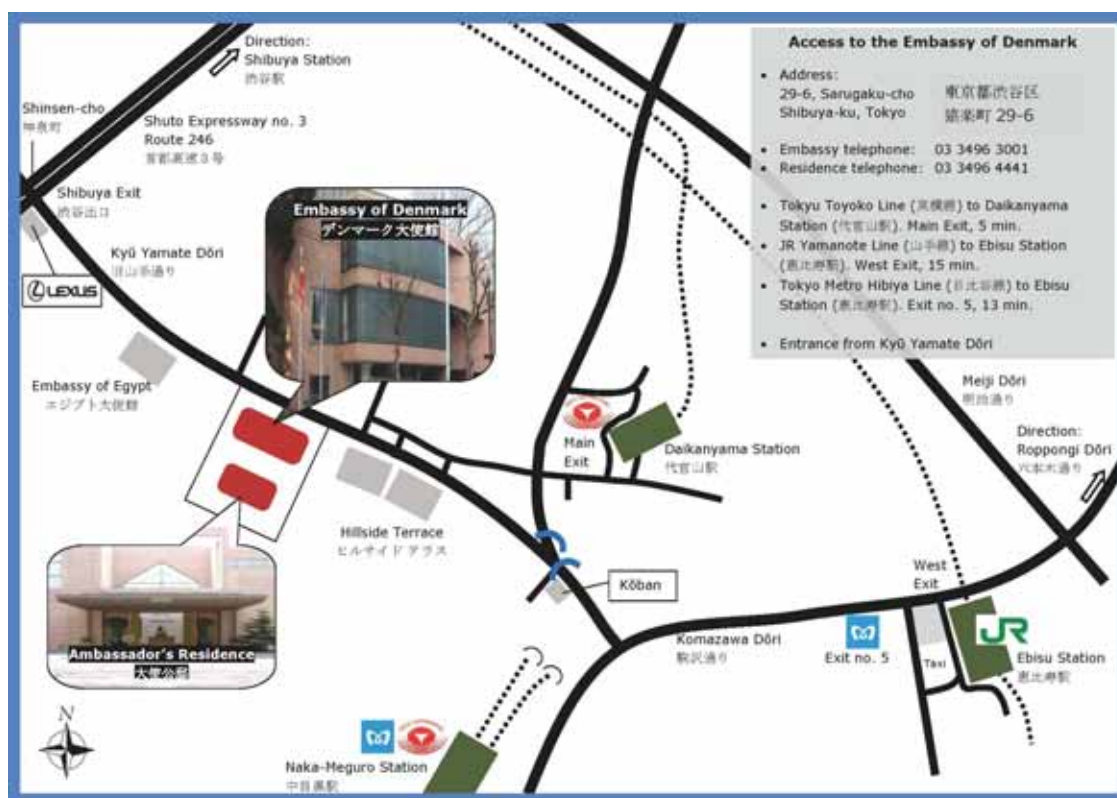 Direction:
Shibuya Station
渋谷駅
Shinsen-cho
神泉町
Shuto Expressway no. 3
Route 246
首都高速3号
Shibuya Exit
渋谷出口
LEXUS
Kyū Yamate Dōri
旧山手通り
Embassy of Denmark
デンマーク大使館
Embassy of Egypt
エジプト大使館
Hillside Terrace
ヒルサイド テラス
Ambassador's Residence
大使公邸
N
Access to the Embassy of Denmark
• Address:
29-6, Sarugaku-cho
Shibuya-ku, Tokyo
東京都渋谷区
猿楽町 29-6
• Embassy telephone: 03 3496 3001
• Residence telephone: 03 3496 4441
• Tokyu Toyoko Line (東横線) to Daikanyama
Station (代官山駅). Main Exit, 5 min.
• JR Yamanote Line (山手線) to Ebisu Station
(恵比寿駅). West Exit, 15 min.
• Tokyo Metro Hibiya Line (日比谷線) to Ebisu
Station (恵比寿駅). Exit no. 5, 13 min.
• Entrance from Kyū Yamate Dōri
Meiji Dōri
明治通り
Direction:
Roppongi Dōri
六本木通り
Main
Exit
Daikanyama Station
代官山駅
Kōban
Komazawa Dōri
駒沢通り
West
Exit
Exit no. 5
Taxi
JR
Ebisu Station
恵比寿駅
Naka-Meguro Station
中目黒駅